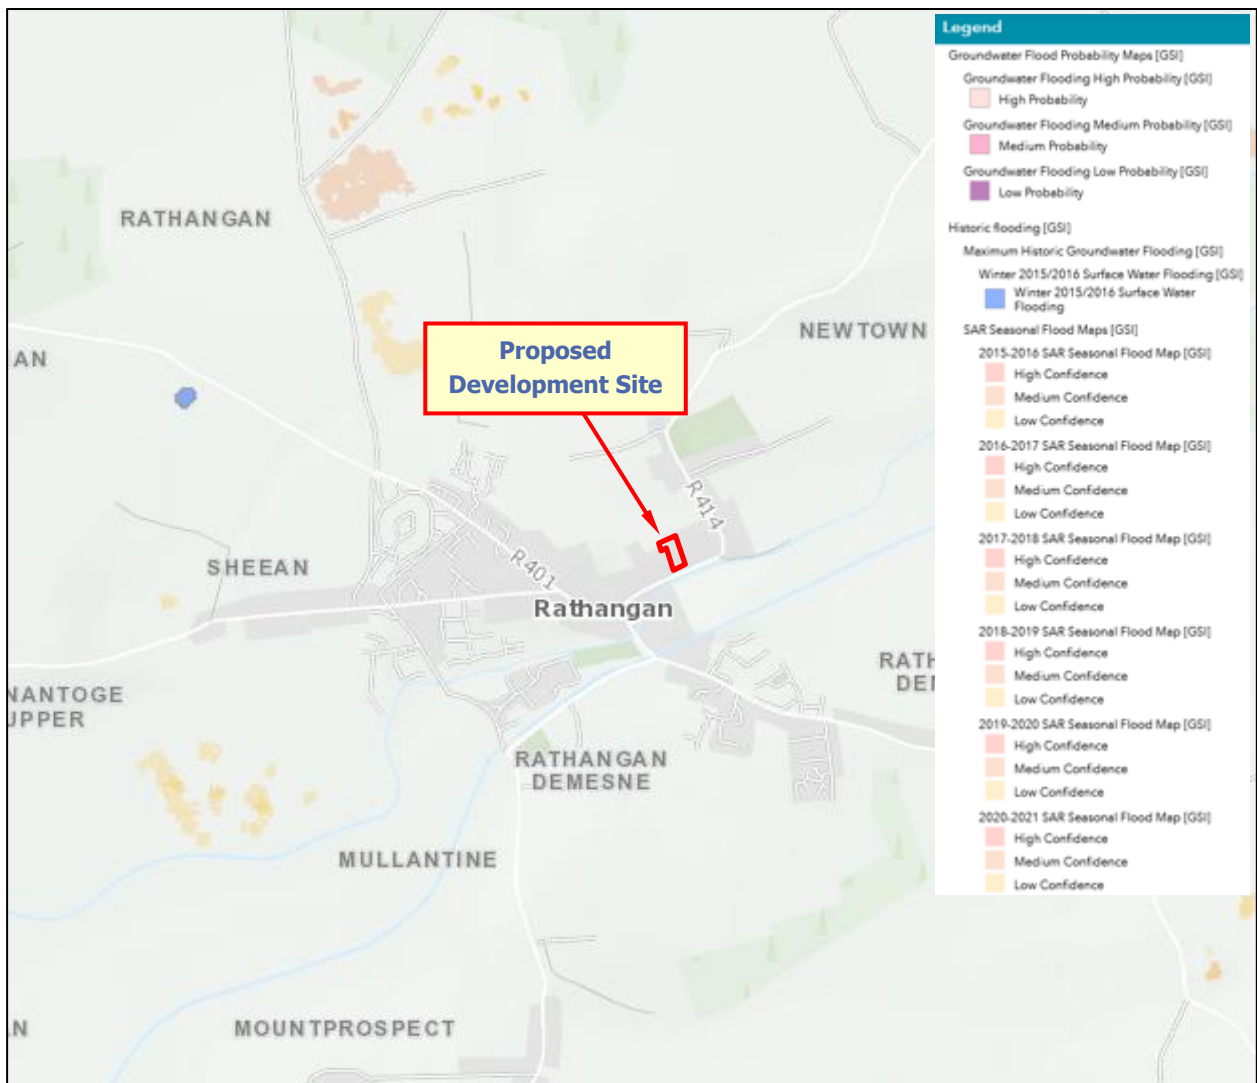 Legend
Groundwater Flood Probability Maps [GSI]
Groundwater Flooding High Probability [GSI]
High Probability
Groundwater Flooding Medium Probability [GSI]
Medium Probability
Groundwater Flooding Low Probability [GSI]
Low Probability
Historic flooding [GSI]
Maximum Historic Groundwater Flooding [GSI]
Winter 2015/2016 Surface Water Flooding [GSI]
Winter 2015/2016 Surface Water
Flooding
SAR Seasonal Flood Maps [GSI]
2015-2016 SAR Seasonal Flood Map [GSI]
High Confidence
Medium Confidence
Low Confidence
2016-2017 SAR Seasonal Flood Map [GSI]
High Confidence
Medium Confidence
Low Confidence
2017-2018 SAR Seasonal Flood Map [GSI]
High Confidence
Medium Confidence
Low Confidence
2018-2019 SAR Seasonal Flood Map [GSI]
High Confidence
Medium Confidence
Low Confidence
2019-2020 SAR Seasonal Flood Map [GSI]
High Confidence
Medium Confidence
Low Confidence
2020-2021 SAR Seasonal Flood Map [GSI]
High Confidence
Medium Confidence
Low Confidence
RATHANGAN
NEWTOWN
AN
Proposed
Development Site
R414
SHEEAN
R401
Rathangan
RATH
DE
NANTOGE
UPPER
RATHANGAN
DEMESNE
MULLANTINE
N
MOUNTPROSPECT